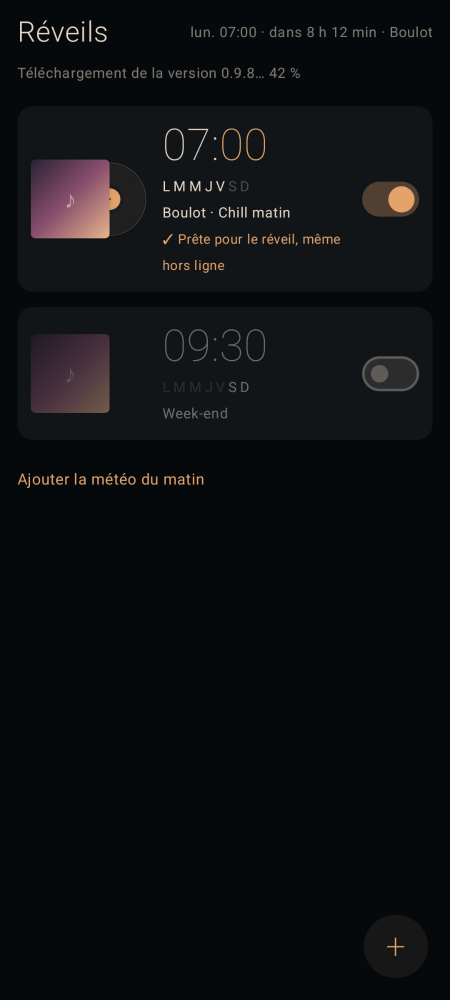 Réveils
lun. 07:00 · dans 8 h 12 min · Boulot
Téléchargement de la version 0.9.8… 42 %
07:00
LMMJVSD
Boulot · Chill matin
✓ Prête pour le réveil, même
hors ligne
09:30
LMMJVSD
Week-end
Ajouter la météo du matin